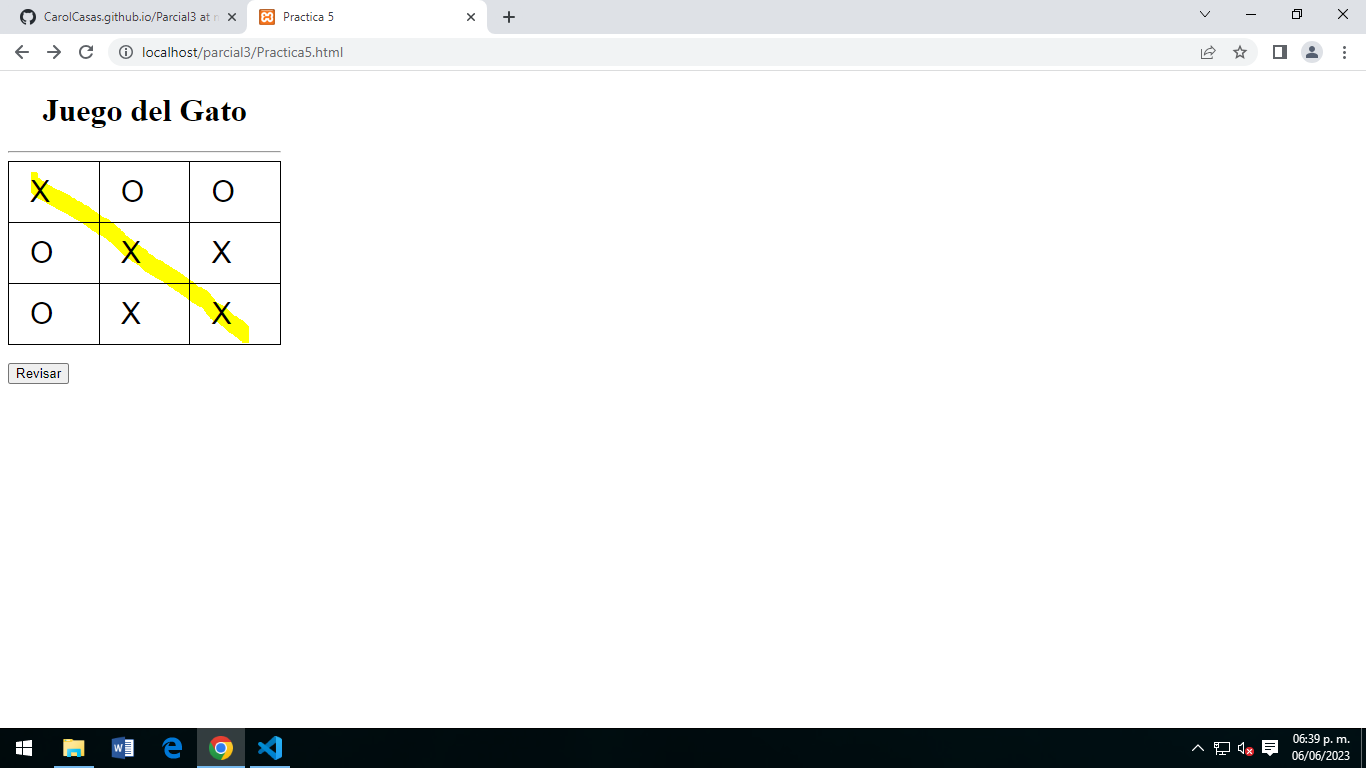 CarolCasas.github.io/Parcial3 at
Practica 5
localhost/parcial3/Practica5.html
Juego del Gato
X O O
O X X
O X X
Revisar
06:39 p. m.
06/06/2023